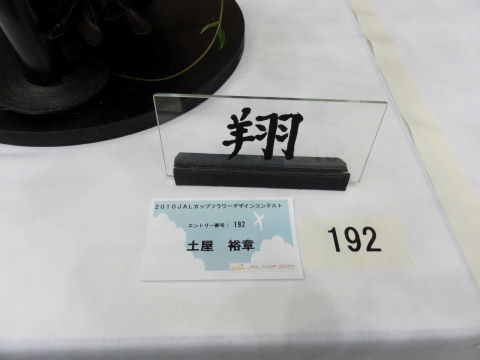 翔
2010JALカップフラワーデザインコンテスト
エントリー番号: 192
土屋 裕章
JAL CUP 2010
192